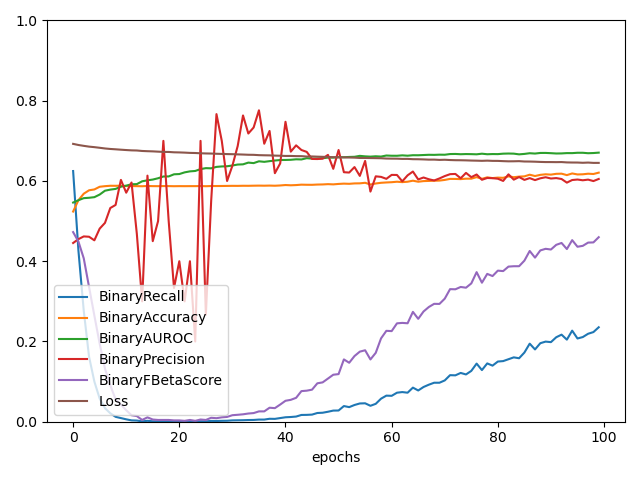 1.0
0.8
0.6
0.4
0.2
0.0
BinaryRecall
BinaryAccuracy
BinaryAUROC
BinaryPrecision
BinaryFBetaScore
Loss
0 20 40 60 80 100
epochs